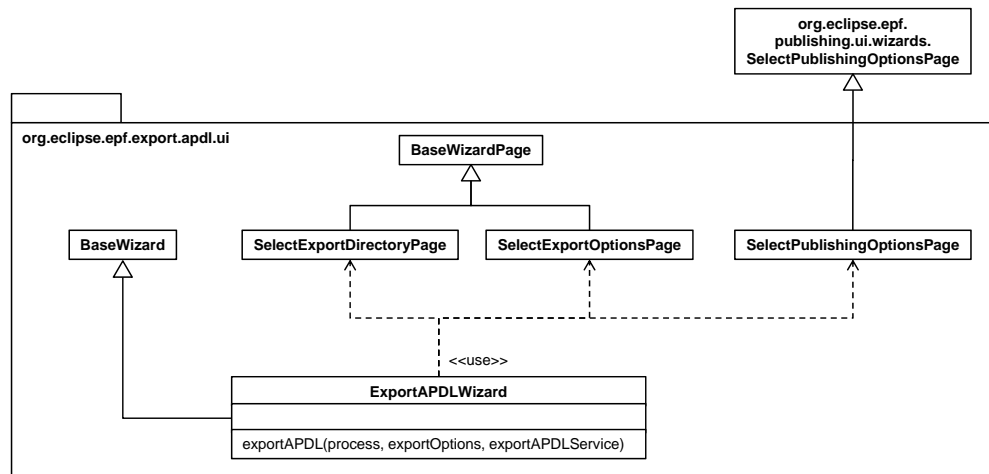 org.eclipse.epf.
publishing.ui.wizards.
SelectPublishingOptionsPage
org.eclipse.epf.export.apdl.ui
BaseWizardPage
BaseWizard
SelectExportDirectoryPage
SelectExportOptionsPage
SelectPublishingOptionsPage
<<use>>
ExportAPDLWizard
exportAPDL(process, exportOptions, exportAPDLService)